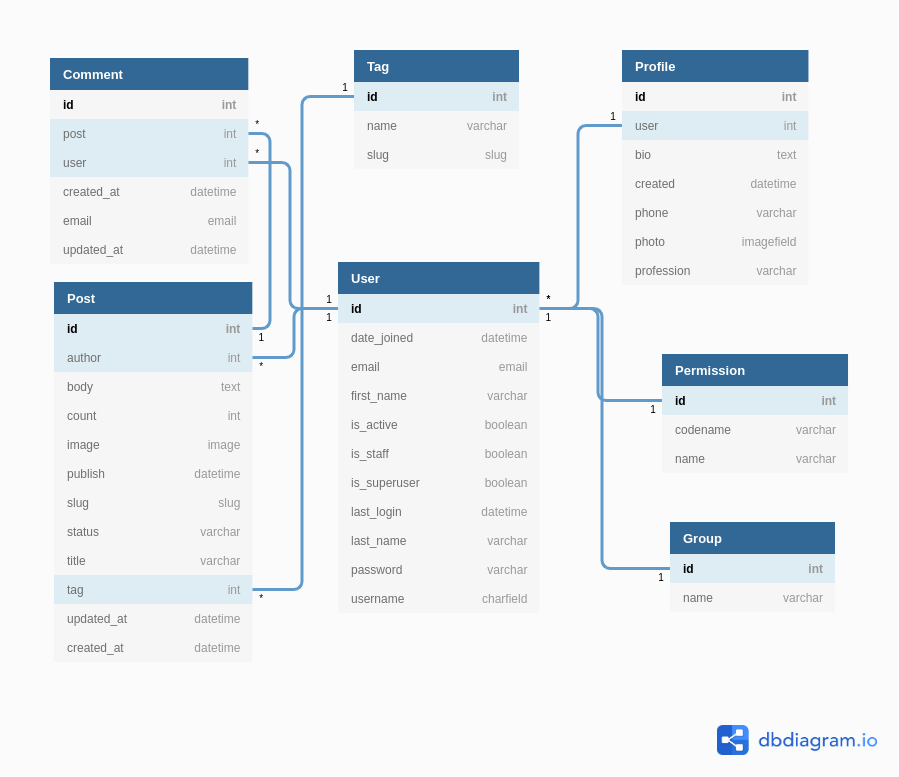 Comment
id int
post int
user int
created_at datetime
email email
updated_at datetime
*
*
Tag
id int
name varchar
slug slug
1
Profile
id int
user int
bio text
created datetime
phone varchar
photo imagefield
profession varchar
1
Post
id int
author int
body text
count int
image image
publish datetime
slug slug
status varchar
title varchar
tag int
updated_at datetime
created_at datetime
1
*
*
User
id int
date_joined datetime
email email
first_name varchar
is_active boolean
is_staff boolean
is_superuser boolean
last_login datetime
last_name varchar
password varchar
username charfield
1
1
*
1
Permission
id int
codename varchar
name varchar
1
Group
id int
name varchar
1
dbdiagram.io